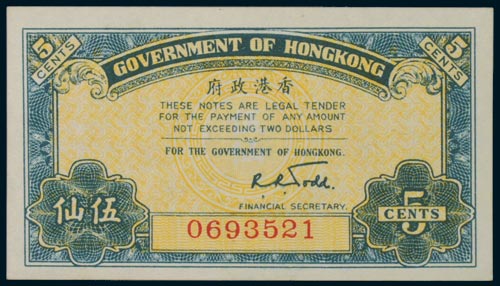 5 CENTS
GOVERNMENT OF HONGKONG
5 CENTS
府政港香
THESE NOTES ARE LEGAL TENDER
FOR THE PAYMENT OF ANY AMOUNT
NOT EXCEEDING TWO DOLLARS
FOR THE GOVERNMENT OF HONGKONG.
R. R. Todd.
FINANCIAL SECRETARY.
仙伍
0693521
5 CENTS